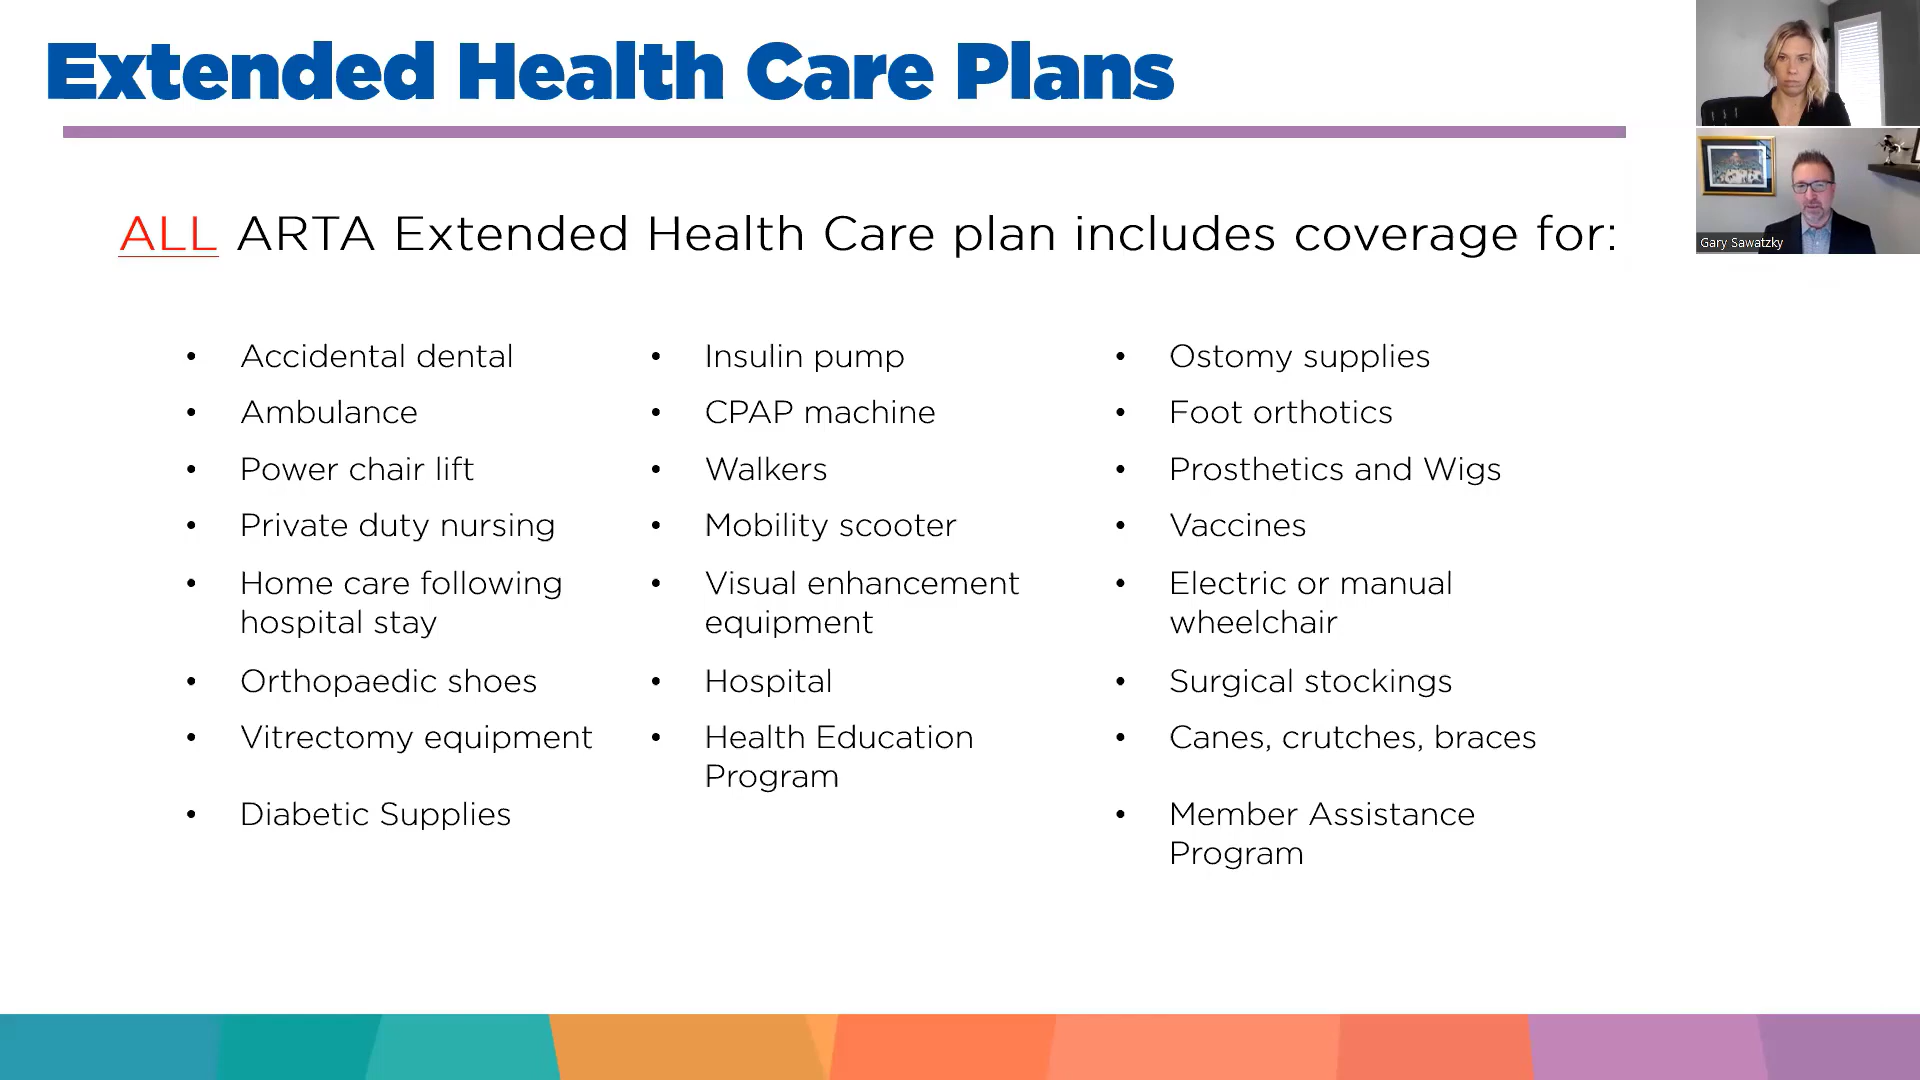 Extended Health Care Plans
ALL ARTA Extended Health Care plan includes coverage for:
• Accidental dental
• Ambulance
• Power chair lift
• Private duty nursing
• Home care following
hospital stay
• Orthopaedic shoes
• Vitrectomy equipment
• Diabetic Supplies
• Insulin pump
• CPAP machine
• Walkers
• Mobility scooter
• Visual enhancement
equipment
• Hospital
• Health Education
Program
• Ostomy supplies
• Foot orthotics
• Prosthetics and Wigs
• Vaccines
• Electric or manual
wheelchair
• Surgical stockings
• Canes, crutches, braces
• Member Assistance
Program
Gary Sawatzky